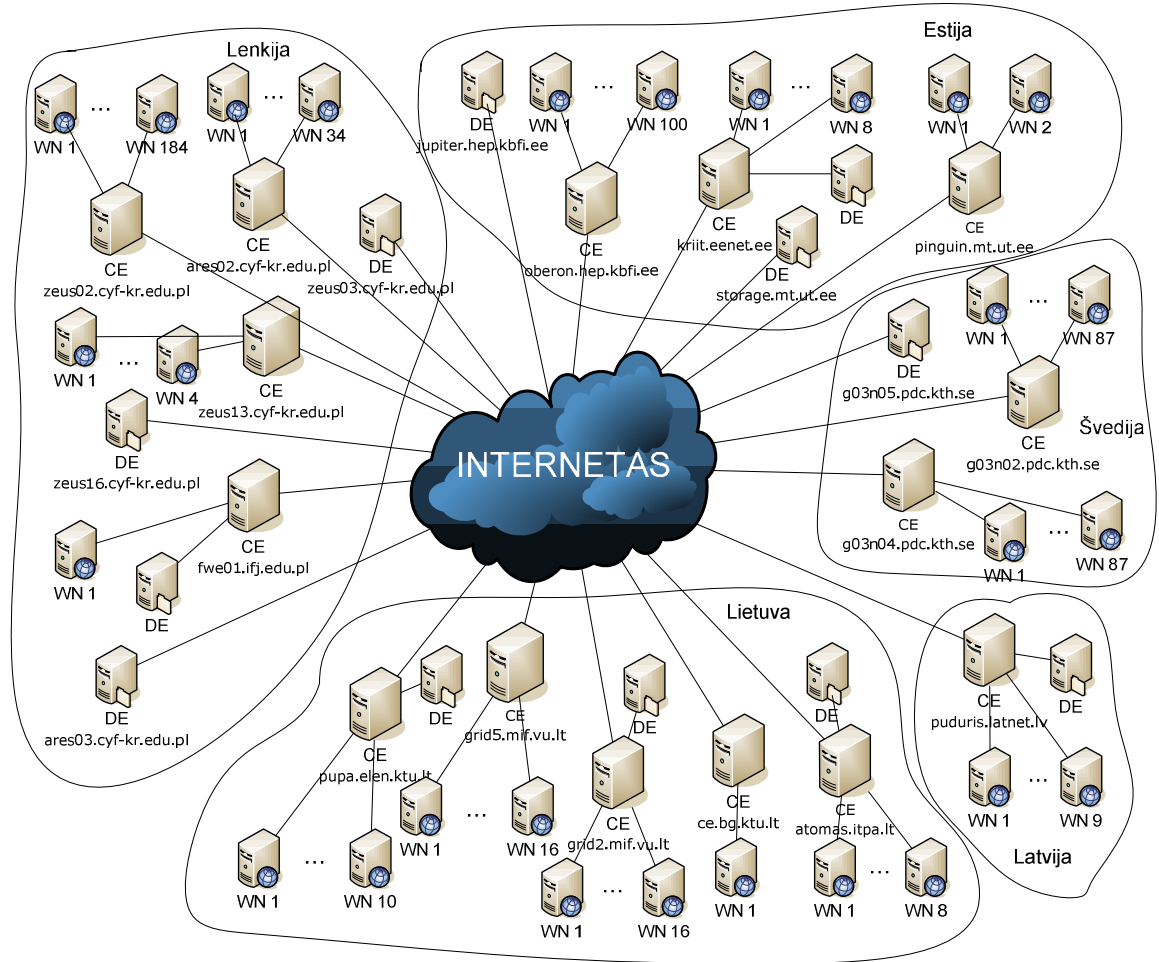 Lenkija
WN 1
...
WN 184
WN 1
...
WN 34
CE
zeus02.cyf-kr.edu.pl
CE
ares02.cyf-kr.edu.pl
DE
zeus03.cyf-kr.edu.pl
WN 1
...
WN 4
CE
zeus13.cyf-kr.edu.pl
DE
zeus16.cyf-kr.edu.pl
CE
fwe01.ifj.edu.pl
WN 1
DE
DE
ares03.cyf-kr.edu.pl
Estija
DE
jupiter.hep.kbfi.ee
WN 1
...
WN 100
CE
oberon.hep.kbfi.ee
WN 1
...
WN 8
CE
kriit.eenet.ee
DE
DE
storage.mt.ut.ee
WN 1
WN 2
CE
pinguin.mt.ut.ee
INTERNETAS
Švedija
DE
g03n05.pdc.kth.se
WN 1
...
WN 87
CE
g03n02.pdc.kth.se
CE
g03n04.pdc.kth.se
WN 1
...
WN 87
Lietuva
CE
pupa.elen.ktu.lt
DE
WN 1
...
WN 10
CE
grid5.mif.vu.lt
WN 1
...
WN 16
DE
CE
grid2.mif.vu.lt
WN 1
...
WN 16
CE
ce.bg.ktu.lt
WN 1
DE
CE
atomas.itpa.lt
WN 1
...
WN 8
CE
puduris.latnet.lv
DE
WN 1
...
WN 9
Latvija